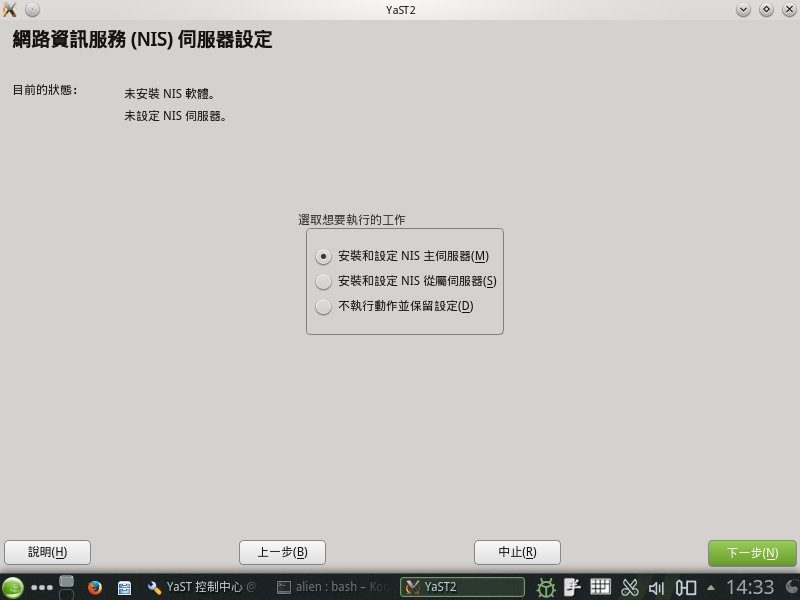 YaST2
網路資訊服務 (NIS) 伺服器設定
目前的狀態:
未安裝 NIS 軟體。
未設定 NIS 伺服器。
選取想要執行的工作
安裝和設定 NIS 主伺服器(M)
安裝和設定 NIS 從屬伺服器(S)
不執行動作並保留設定(D)
說明(H)
上一步(B)
中止(R)
下一步(N)
YaST 控制中心 @
alien : bash – Kon
YaST2
14:33